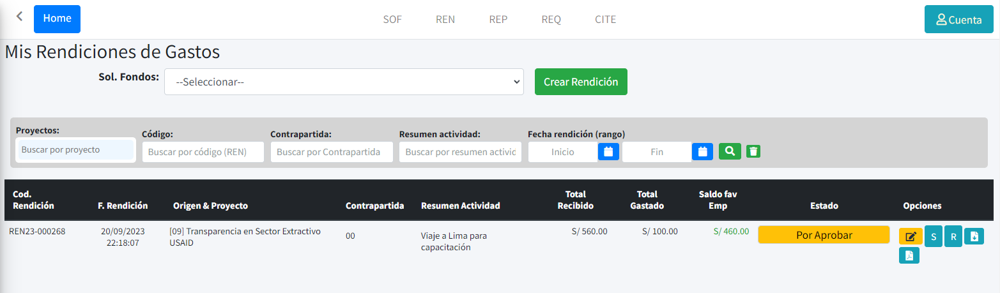 Home
SOF REN REP REQ CITE
Cuenta
Mis Rendiciones de Gastos
Sol. Fondos:
--Seleccionar--
Crear Rendición
Proyectos:
Buscar por proyecto
Código:
Buscar por código (REN)
Contrapartida:
Buscar por Contrapartida
Resumen actividad:
Buscar por resumen activid
Fecha rendición (rango)
Inicio
Fin
Cod.
Rendición
F. Rendición
Origen & Proyecto
Contrapartida
Resumen Actividad
Total
Recibido
Total
Gastado
Saldo fav
Emp
Estado
Opciones
REN23-000268
20/09/2023
22:18:07
[09] Transparencia en Sector Extractivo
USAID
00
Viaje a Lima para
capacitación
S/ 560.00
S/ 100.00
S/ 460.00
Por Aprobar
S
R